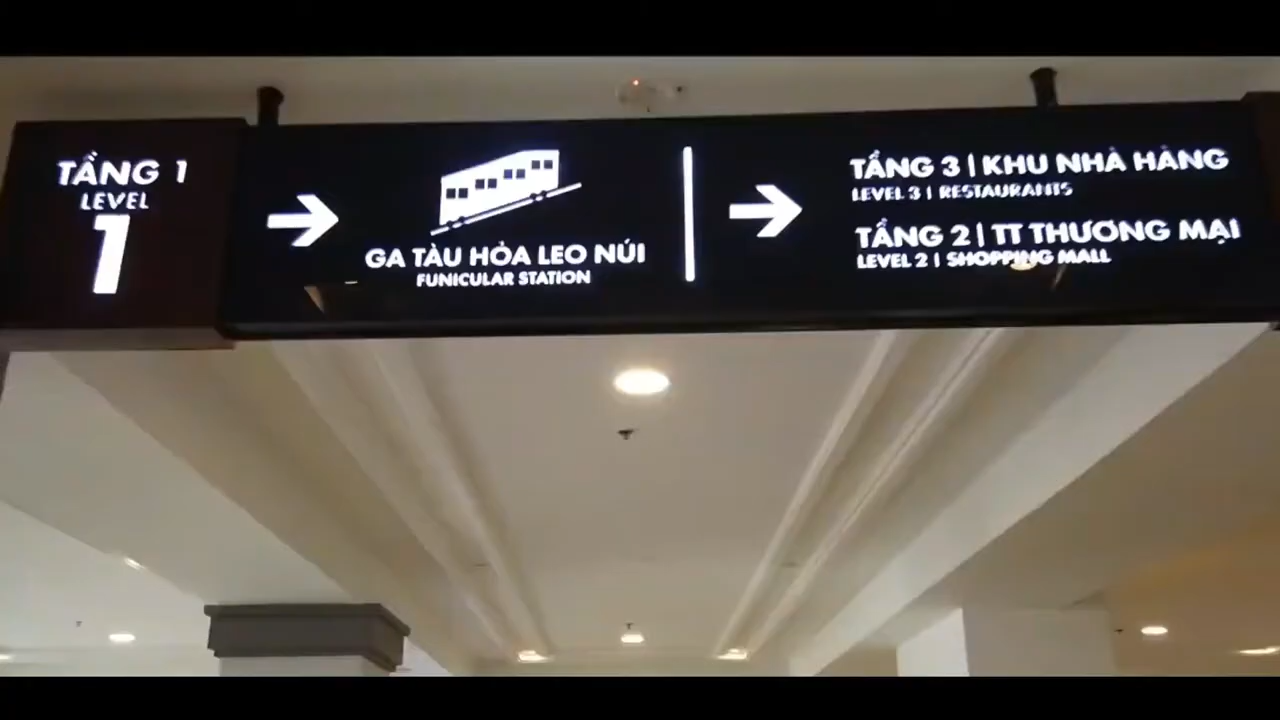 TẦNG 1
LEVEL
1
GA TÀU HỎA LEO NÚI
FUNICULAR STATION
TẦNG 3 | KHU NHÀ HÀNG
LEVEL 3 | RESTAURANTS
TẦNG 2 | TT THƯƠNG MẠI
LEVEL 2 | SHOPPING MALL